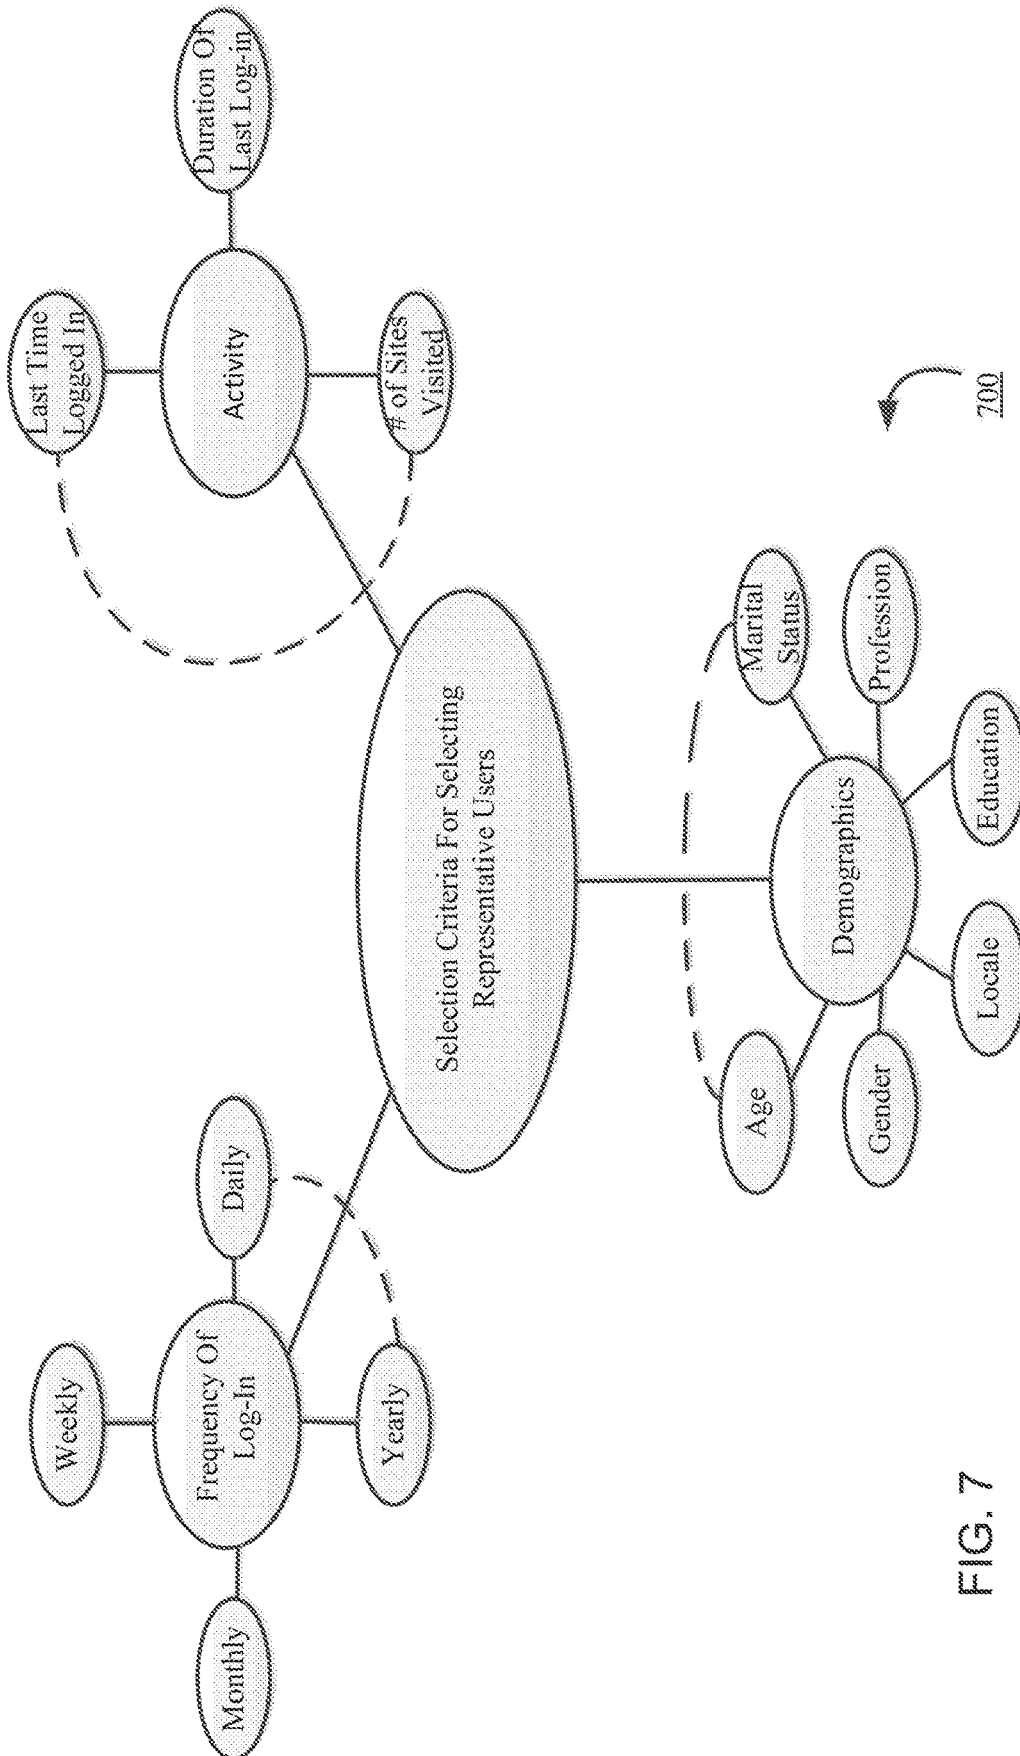 Weekly
Monthly
Frequency Of
Log-In
Daily
Yearly
Last Time
Logged In
Activity
Duration Of
Last Log-in
# of Sites
Visited
Selection Criteria For Selecting
Representative Users
Age
Marital
Status
Demographics
Gender
Profession
Locale
Education
700
FIG. 7